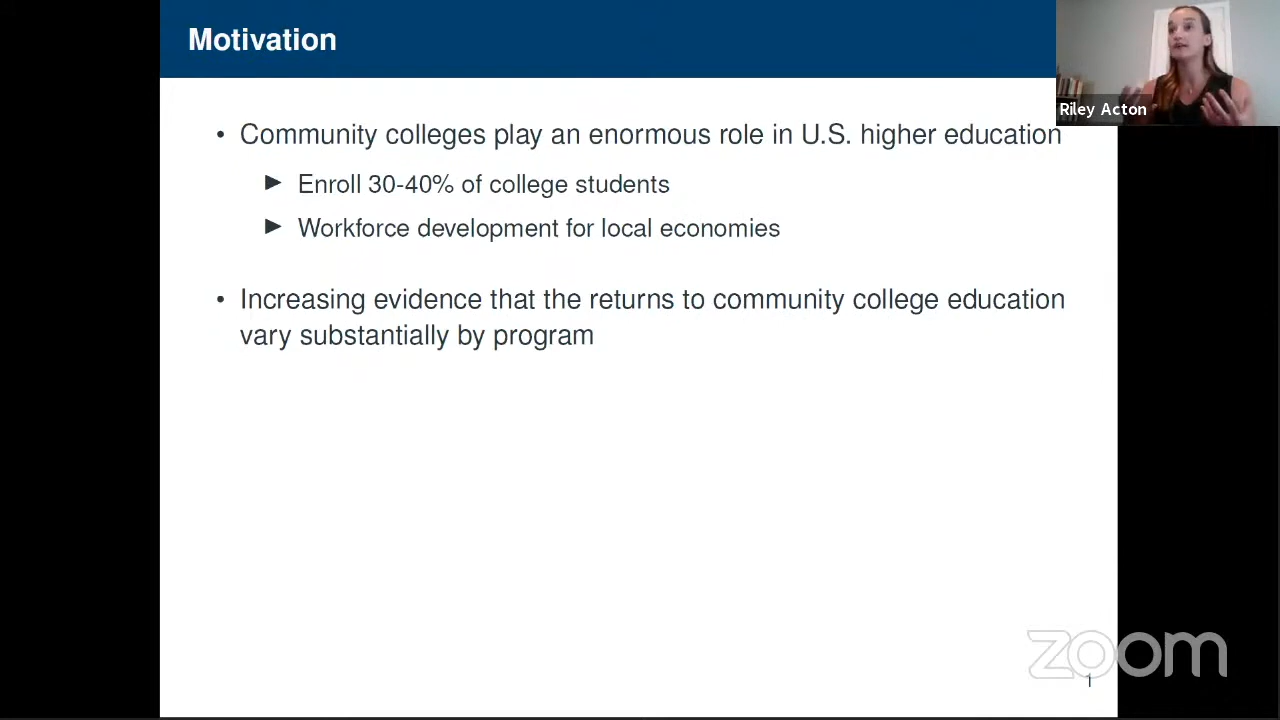 Motivation
Riley Acton
• Community colleges play an enormous role in U.S. higher education
► Enroll 30-40% of college students
► Workforce development for local economies
• Increasing evidence that the returns to community college education
vary substantially by program
zoom
1